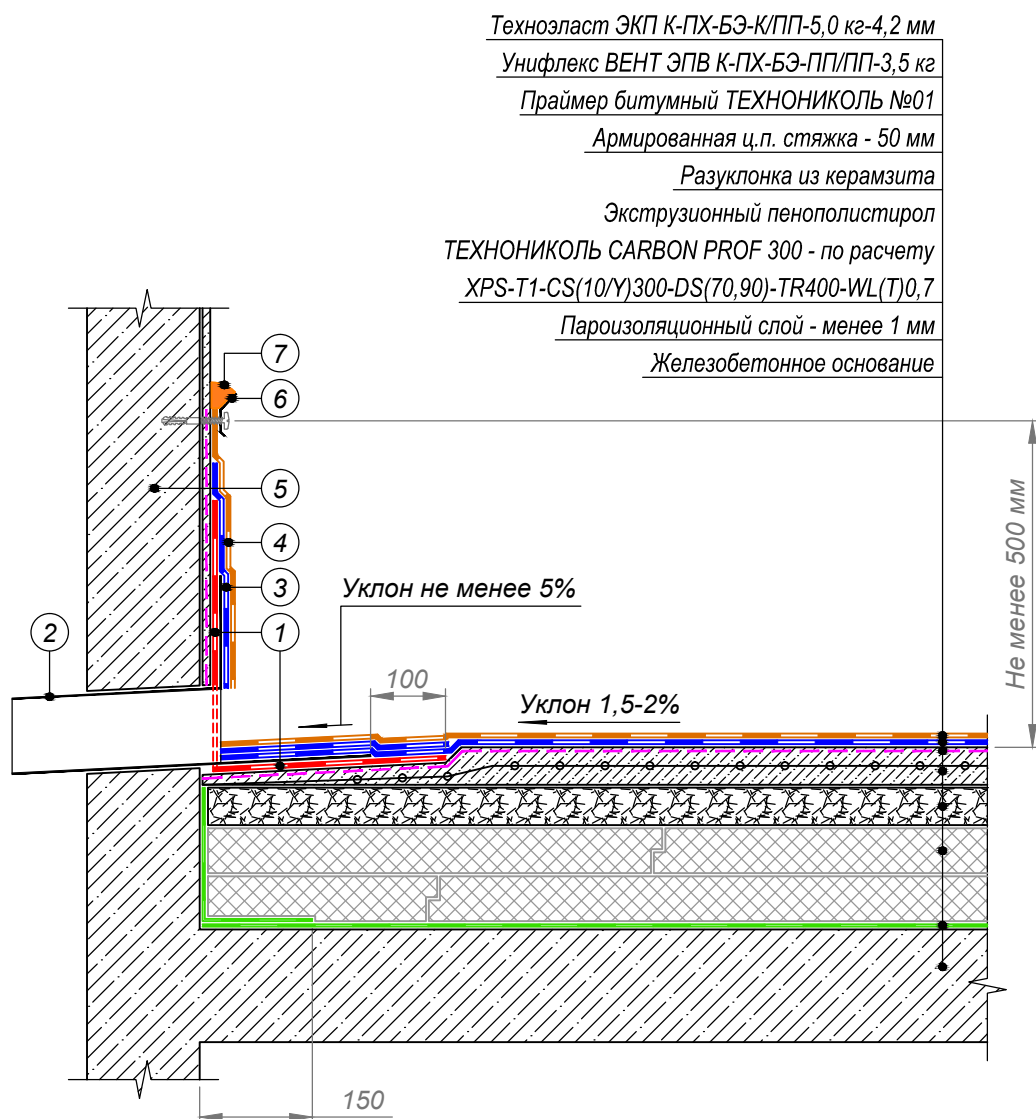 Техноэласт ЭКП К-ПХ-БЭ-К/ПП-5,0 кг-4,2 мм
Унифлекс ВЕНТ ЭПВ К-ПХ-БЭ-ПП/ПП-3,5 кг
Праймер битумный ТЕХНОНИКОЛЬ №01
Армированная ц.п. стяжка - 50 мм
Разуклонка из керамзита
Экструзионный пенополистирол
ТЕХНОНИКОЛЬ CARBON PROF 300 - по расчету
XPS-T1-CS(10/Y)300-DS(70,90)-TR400-WL(T)0,7
Пароизоляционный слой - менее 1 мм
Железобетонное основание
7
6
5
4
3
2
1
Уклон не менее 5%
100
Уклон 1,5-2%
Не менее 500 мм
150